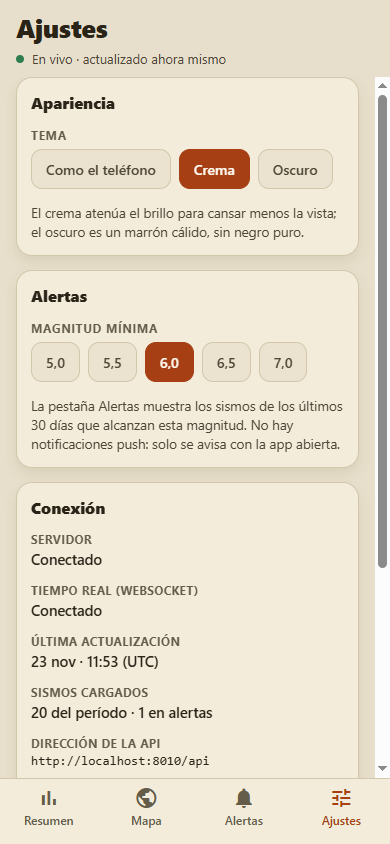 Ajustes
En vivo · actualizado ahora mismo
Apariencia
TEMA
Como el teléfono
Crema
Oscuro
El crema atenúa el brillo para cansar menos la vista;
el oscuro es un marrón cálido, sin negro puro.
Alertas
MAGNITUD MÍNIMA
5,0
5,5
6,0
6,5
7,0
La pestaña Alertas muestra los sismos de los últimos
30 días que alcanzan esta magnitud. No hay
notificaciones push: solo se avisa con la app abierta.
Conexión
SERVIDOR
Conectado
TIEMPO REAL (WEBSOCKET)
Conectado
ÚLTIMA ACTUALIZACIÓN
23 nov · 11:53 (UTC)
SISMOS CARGADOS
20 del período · 1 en alertas
DIRECCIÓN DE LA API
http://localhost:8010/api
Resumen
Mapa
Alertas
Ajustes